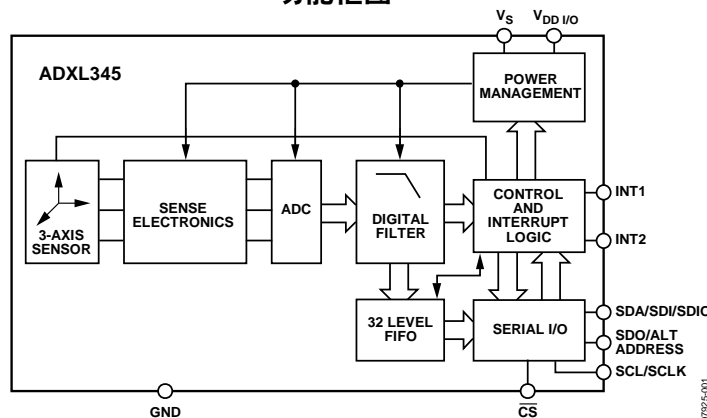 功能框图
VS
VDD I/O
ADXL345
POWER
MANAGEMENT
3-AXIS
SENSOR
SENSE
ELECTRONICS
ADC
DIGITAL
FILTER
CONTROL
AND
INTERRUPT
LOGIC
INT1
INT2
32 LEVEL
FIFO
SERIAL I/O
SDA/SDI/SDIO
SDO/ALT
ADDRESS
SCL/SCLK
GND
CS
07925-001